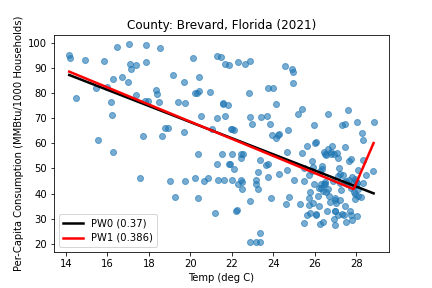 County: Brevard, Florida (2021)
Per-Capita Consumption (MMBtu/1000 Households)
100
90
80
70
60
50
40
30
20
PW0 (0.37)
PW1 (0.386)
14 16 18 20 22 24 26 28
Temp (deg C)